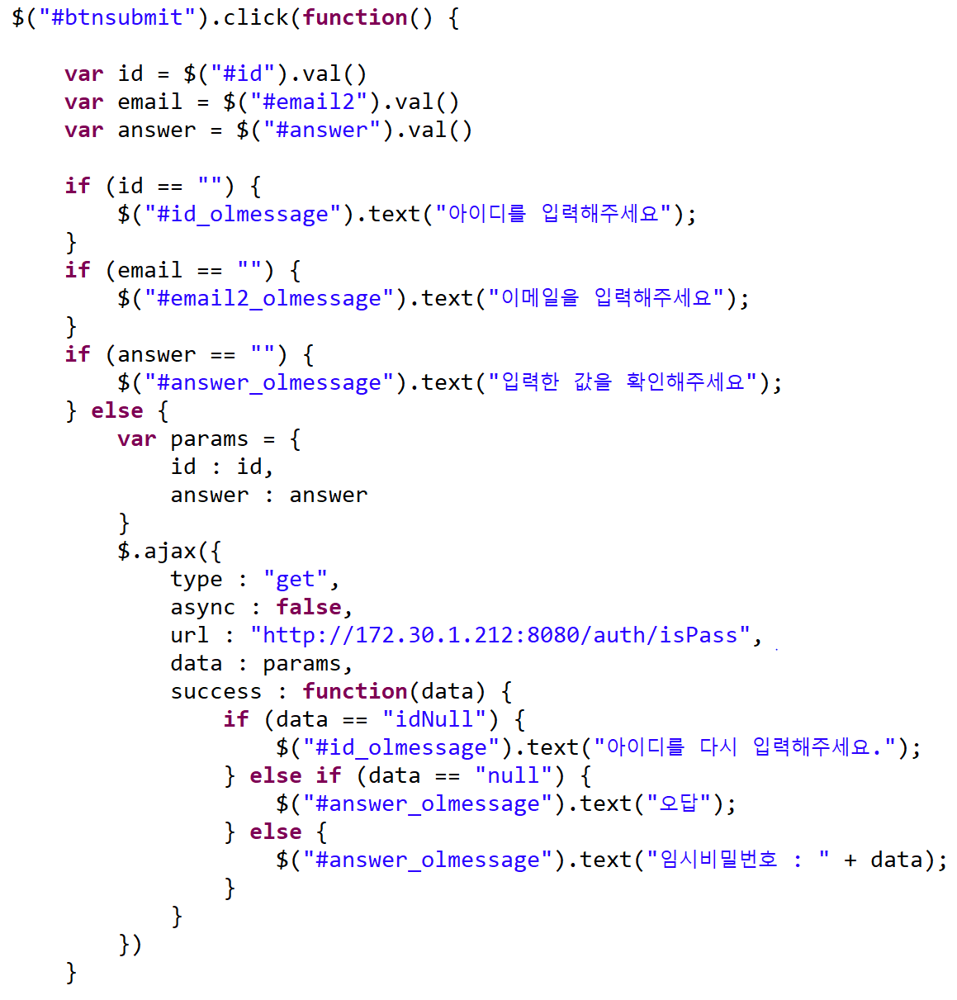 $("#btnsubmit").click(function() {
var id = $("#id").val()
var email = $("#email2").val()
var answer = $("#answer").val()
if (id == "") {
$("#id_olmessage").text("아이디를 입력해주세요");
}
if (email == "") {
$("#email2_olmessage").text("이메일을 입력해주세요");
}
if (answer == "") {
$("#answer_olmessage").text("입력한 값을 확인해주세요");
} else {
var params = {
id : id,
answer : answer
}
$.ajax({
type : "get",
async : false,
url : "http://172.30.1.212:8080/auth/isPass",
data : params,
success : function(data) {
if (data == "idNull") {
$("#id_olmessage").text("아이디를 다시 입력해주세요.");
} else if (data == "null") {
$("#answer_olmessage").text("오답");
} else {
$("#answer_olmessage").text("임시비밀번호 : " + data);
}
}
})
}